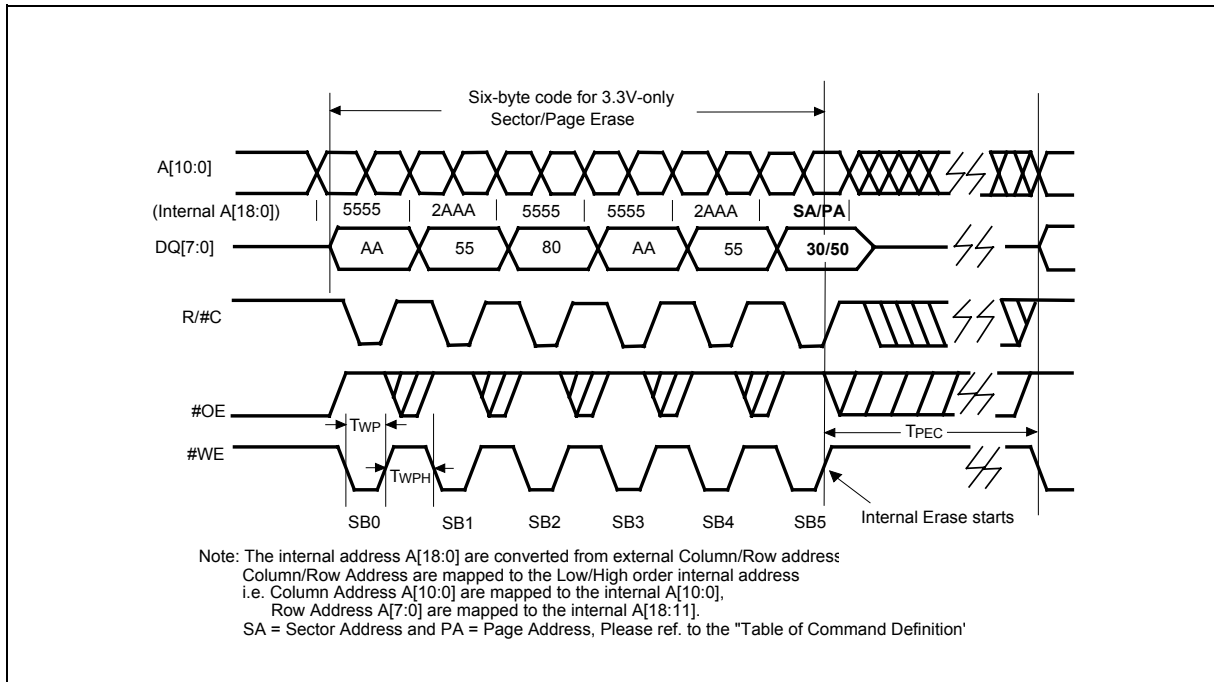 Six-byte code for 3.3V-only
Sector/Page Erase
A[10:0]
(Internal A[18:0]) 5555 2AAA 5555 5555 2AAA SA/PA
DQ[7:0] AA 55 80 AA 55 30/50
R/#C
#OE
TWP
TPEC
#WE
TWPH
SB0 SB1 SB2 SB3 SB4 SB5 Internal Erase starts
Note: The internal address A[18:0] are converted from external Column/Row address
Column/Row Address are mapped to the Low/High order internal address
i.e. Column Address A[10:0] are mapped to the internal A[10:0],
Row Address A[7:0] are mapped to the internal A[18:11].
SA = Sector Address and PA = Page Address, Please ref. to the "Table of Command Definition'